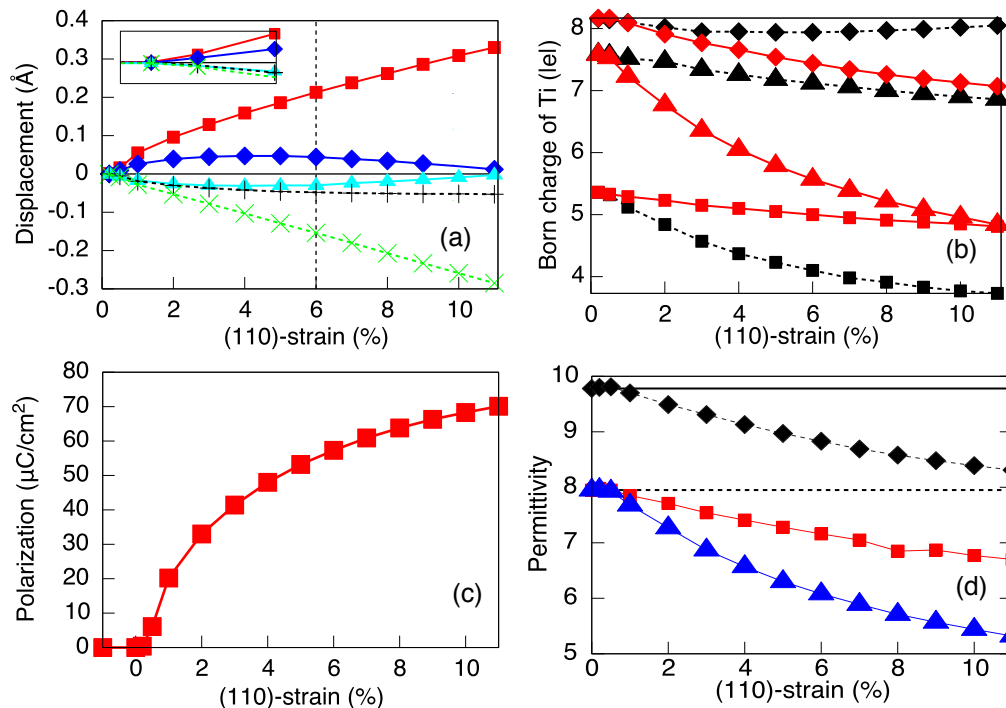 0.4
0.3
0.2
0.1
0
-0.1
-0.2
-0.3
Displacement (Å)
(a)
0 2 4 6 8 10
(110)-strain (%)
8
7
6
5
4
Born charge of Ti (lel)
(b)
0 2 4 6 8 10
(110)-strain (%)
80
70
60
50
40
30
20
10
0
Polarization (μC/cm²)
(c)
0 2 4 6 8 10
(110)-strain (%)
10
9
8
7
6
5
Permittivity
(d)
0 2 4 6 8 10
(110)-strain (%)